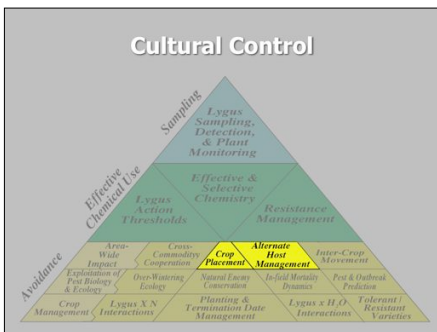 Cultural Control
Sampling
Lygus
Sampling,
Detection,
& Plant
Monitoring
Effective
Chemical Use
Lygus
Action
Thresholds
Effective &
Selective
Chemistry
Resistance
Management
Avoidance
Area-
Wide
Impact
Cross-
Commodity
Cooperation
Crop
Placement
Alternate
Host
Management
Inter-Crop
Movement
Exploitation of
Pest Biology
& Ecology
Over-Wintering
Ecology
Natural Enemy
Conservation
In-field Mortality
Dynamics
Pest & Outbreak
Prediction
Crop
Management
Lygus X N
Interactions
Planting &
Termination Date
Management
Lygus x H₂O
Interactions
Tolerant /
Resistant
Varieties